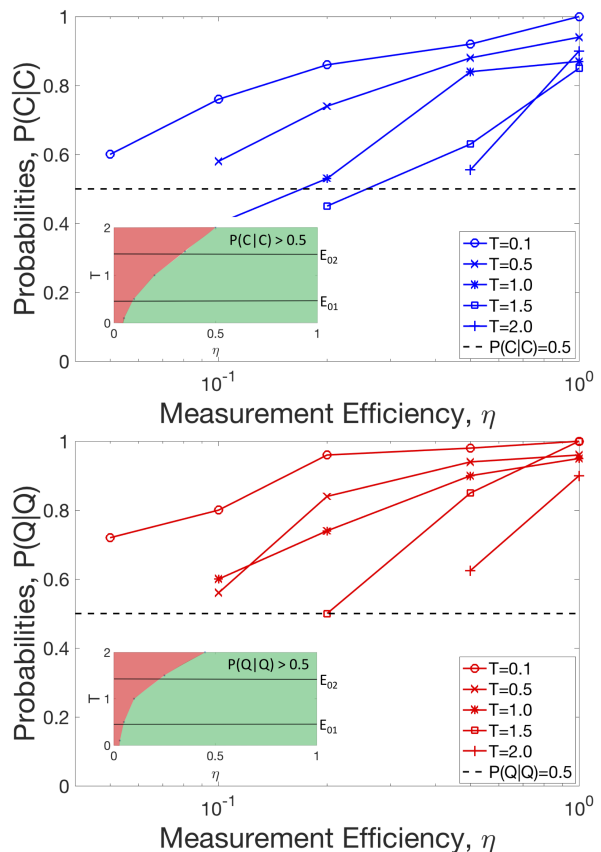 1
0.8
0.6
0.4
0.2
0
Probabilities, P(C|C)
2
1
0
T
P(C|C) > 0.5
E02
E01
0
0.5
1
η
T=0.1
T=0.5
T=1.0
T=1.5
T=2.0
P(C|C)=0.5
10-1
100
Measurement Efficiency, η
1
0.8
0.6
0.4
0.2
0
Probabilities, P(Q|Q)
2
1
0
T
P(Q|Q) > 0.5
E02
E01
0
0.5
1
η
T=0.1
T=0.5
T=1.0
T=1.5
T=2.0
P(Q|Q)=0.5
10-1
100
Measurement Efficiency, η